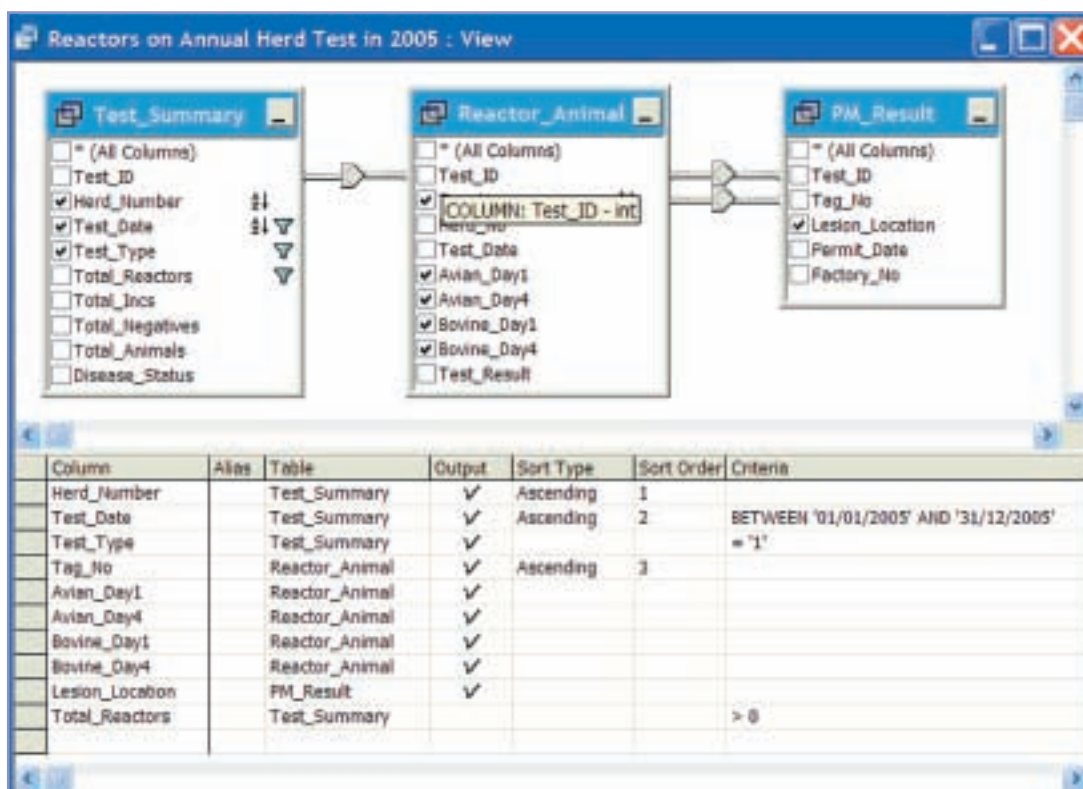 Reactors on Annual Herd Test in 2005 : View
Test_Summary
* (All Columns)
Test_ID
Herd_Number
Test_Date
Test_Type
Total_Reactors
Total_Incs
Total_Negatives
Total_Animals
Disease_Status
Reactor_Animal
* (All Columns)
Test_ID
COLUMN: Test_ID - int
Herd_No
Test_Date
Avian_Day1
Avian_Day4
Bovine_Day1
Bovine_Day4
Test_Result
PM_Result
* (All Columns)
Test_ID
Tag_No
Lesion_Location
Permit_Date
Factory_No
Column Alias Table Output Sort Type Sort Order Criteria
Herd_Number Test_Summary Ascending 1
Test_Date Test_Summary Ascending 2 BETWEEN '01/01/2005' AND '31/12/2005'
Test_Type Test_Summary = '1'
Tag_No Reactor_Animal Ascending 3
Avian_Day1 Reactor_Animal
Avian_Day4 Reactor_Animal
Bovine_Day1 Reactor_Animal
Bovine_Day4 Reactor_Animal
Lesion_Location PM_Result
Total_Reactors Test_Summary > 0